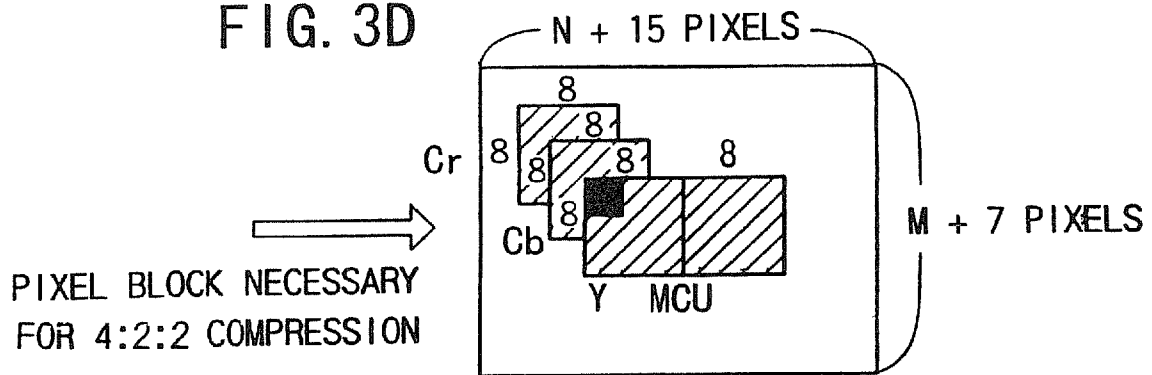 FIG. 3D
N + 15 PIXELS
8
8
Cr
8
8
8
8
8
Cb
M + 7 PIXELS
Y
MCU
PIXEL BLOCK NECESSARY
FOR 4:2:2 COMPRESSION